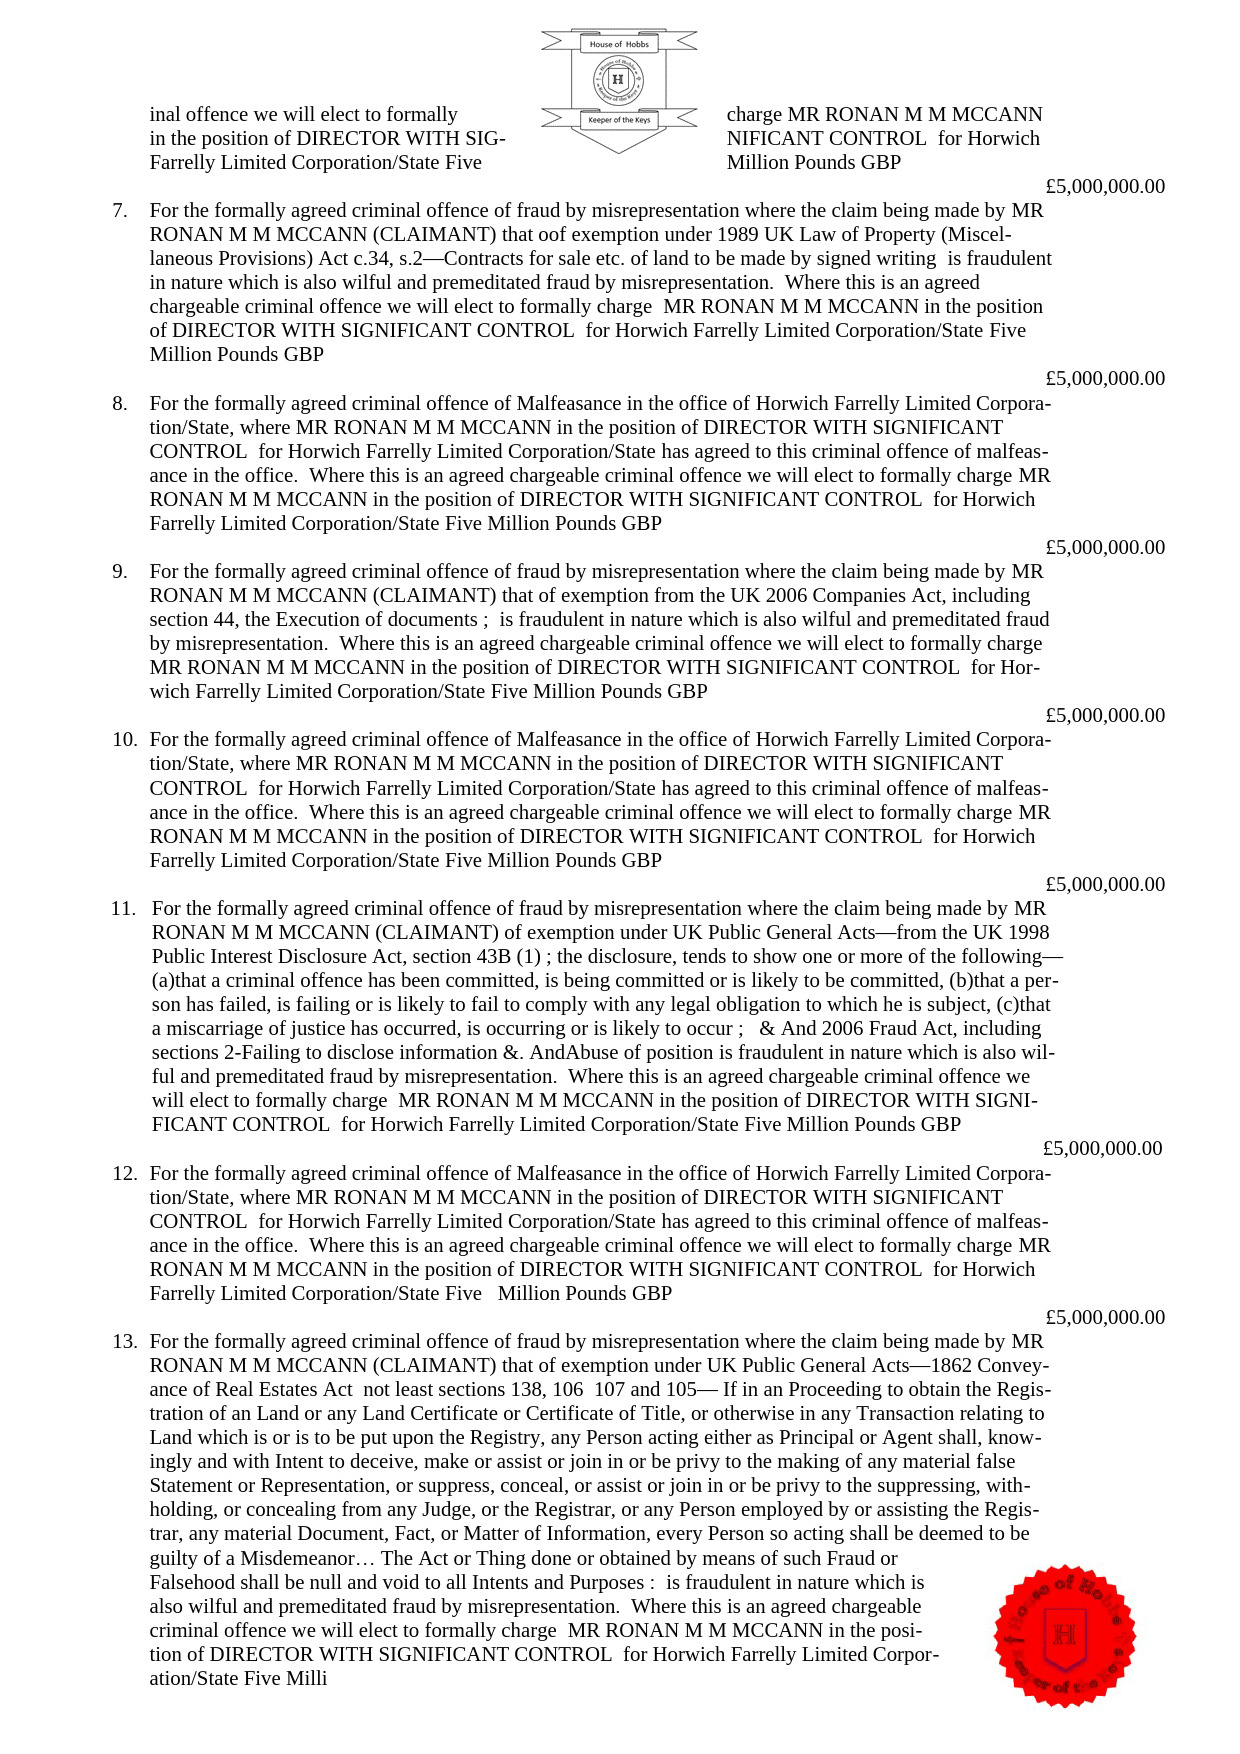 House of Hobbs
House of Hobbs
H
Keeper of the Keys
Keeper of the Keys
inal offence we will elect to formally charge MR RONAN M M MCCANN
in the position of DIRECTOR WITH SIG- NIFICANT CONTROL for Horwich
Farrelly Limited Corporation/State Five Million Pounds GBP
£5,000,000.00
7. For the formally agreed criminal offence of fraud by misrepresentation where the claim being made by MR
RONAN M M MCCANN (CLAIMANT) that oof exemption under 1989 UK Law of Property (Miscel-
laneous Provisions) Act c.34, s.2—Contracts for sale etc. of land to be made by signed writing is fraudulent
in nature which is also wilful and premeditated fraud by misrepresentation. Where this is an agreed
chargeable criminal offence we will elect to formally charge MR RONAN M M MCCANN in the position
of DIRECTOR WITH SIGNIFICANT CONTROL for Horwich Farrelly Limited Corporation/State Five
Million Pounds GBP
£5,000,000.00
8. For the formally agreed criminal offence of Malfeasance in the office of Horwich Farrelly Limited Corpora-
tion/State, where MR RONAN M M MCCANN in the position of DIRECTOR WITH SIGNIFICANT
CONTROL for Horwich Farrelly Limited Corporation/State has agreed to this criminal offence of malfeas-
ance in the office. Where this is an agreed chargeable criminal offence we will elect to formally charge MR
RONAN M M MCCANN in the position of DIRECTOR WITH SIGNIFICANT CONTROL for Horwich
Farrelly Limited Corporation/State Five Million Pounds GBP
£5,000,000.00
9. For the formally agreed criminal offence of fraud by misrepresentation where the claim being made by MR
RONAN M M MCCANN (CLAIMANT) that of exemption from the UK 2006 Companies Act, including
section 44, the Execution of documents ; is fraudulent in nature which is also wilful and premeditated fraud
by misrepresentation. Where this is an agreed chargeable criminal offence we will elect to formally charge
MR RONAN M M MCCANN in the position of DIRECTOR WITH SIGNIFICANT CONTROL for Hor-
wich Farrelly Limited Corporation/State Five Million Pounds GBP
£5,000,000.00
10. For the formally agreed criminal offence of Malfeasance in the office of Horwich Farrelly Limited Corpora-
tion/State, where MR RONAN M M MCCANN in the position of DIRECTOR WITH SIGNIFICANT
CONTROL for Horwich Farrelly Limited Corporation/State has agreed to this criminal offence of malfeas-
ance in the office. Where this is an agreed chargeable criminal offence we will elect to formally charge MR
RONAN M M MCCANN in the position of DIRECTOR WITH SIGNIFICANT CONTROL for Horwich
Farrelly Limited Corporation/State Five Million Pounds GBP
£5,000,000.00
11. For the formally agreed criminal offence of fraud by misrepresentation where the claim being made by MR
RONAN M M MCCANN (CLAIMANT) of exemption under UK Public General Acts—from the UK 1998
Public Interest Disclosure Act, section 43B (1) ; the disclosure, tends to show one or more of the following—
(a)that a criminal offence has been committed, is being committed or is likely to be committed, (b)that a per-
son has failed, is failing or is likely to fail to comply with any legal obligation to which he is subject, (c)that
a miscarriage of justice has occurred, is occurring or is likely to occur ; & And 2006 Fraud Act, including
sections 2-Failing to disclose information &. AndAbuse of position is fraudulent in nature which is also wil-
ful and premeditated fraud by misrepresentation. Where this is an agreed chargeable criminal offence we
will elect to formally charge MR RONAN M M MCCANN in the position of DIRECTOR WITH SIGNI-
FICANT CONTROL for Horwich Farrelly Limited Corporation/State Five Million Pounds GBP
£5,000,000.00
12. For the formally agreed criminal offence of Malfeasance in the office of Horwich Farrelly Limited Corpora-
tion/State, where MR RONAN M M MCCANN in the position of DIRECTOR WITH SIGNIFICANT
CONTROL for Horwich Farrelly Limited Corporation/State has agreed to this criminal offence of malfeas-
ance in the office. Where this is an agreed chargeable criminal offence we will elect to formally charge MR
RONAN M M MCCANN in the position of DIRECTOR WITH SIGNIFICANT CONTROL for Horwich
Farrelly Limited Corporation/State Five Million Pounds GBP
£5,000,000.00
13. For the formally agreed criminal offence of fraud by misrepresentation where the claim being made by MR
RONAN M M MCCANN (CLAIMANT) that of exemption under UK Public General Acts—1862 Convey-
ance of Real Estates Act not least sections 138, 106 107 and 105— If in an Proceeding to obtain the Regis-
tration of an Land or any Land Certificate or Certificate of Title, or otherwise in any Transaction relating to
Land which is or is to be put upon the Registry, any Person acting either as Principal or Agent shall, know-
ingly and with Intent to deceive, make or assist or join in or be privy to the making of any material false
Statement or Representation, or suppress, conceal, or assist or join in or be privy to the suppressing, with-
holding, or concealing from any Judge, or the Registrar, or any Person employed by or assisting the Regis-
trar, any material Document, Fact, or Matter of Information, every Person so acting shall be deemed to be
guilty of a Misdemeanor… The Act or Thing done or obtained by means of such Fraud or
Falsehood shall be null and void to all Intents and Purposes : is fraudulent in nature which is
also wilful and premeditated fraud by misrepresentation. Where this is an agreed chargeable
criminal offence we will elect to formally charge MR RONAN M M MCCANN in the posi-
tion of DIRECTOR WITH SIGNIFICANT CONTROL for Horwich Farrelly Limited Corpor-
ation/State Five Milli
House of Hobbs
H